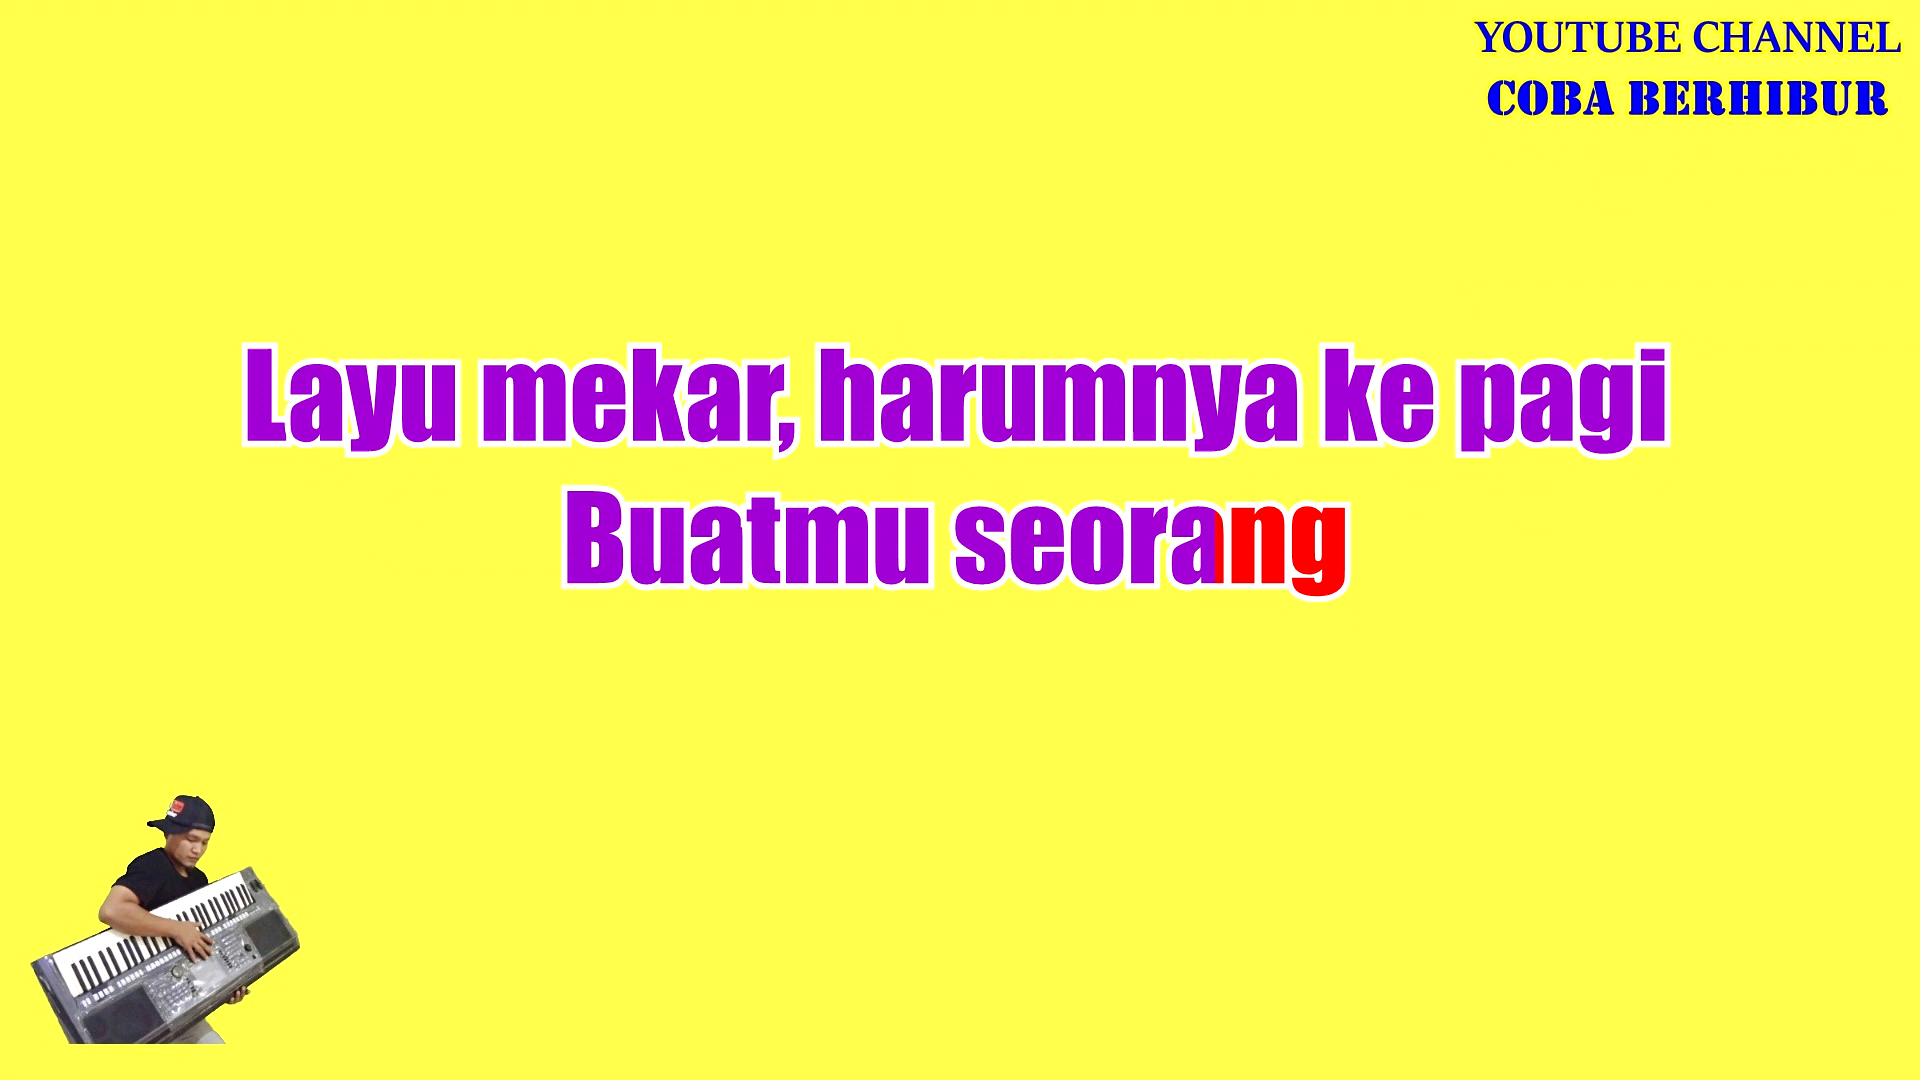 YOUTUBE CHANNEL
COBA BERHIBUR
Layu mekar, harumnya ke pagi
Buatmu seorang